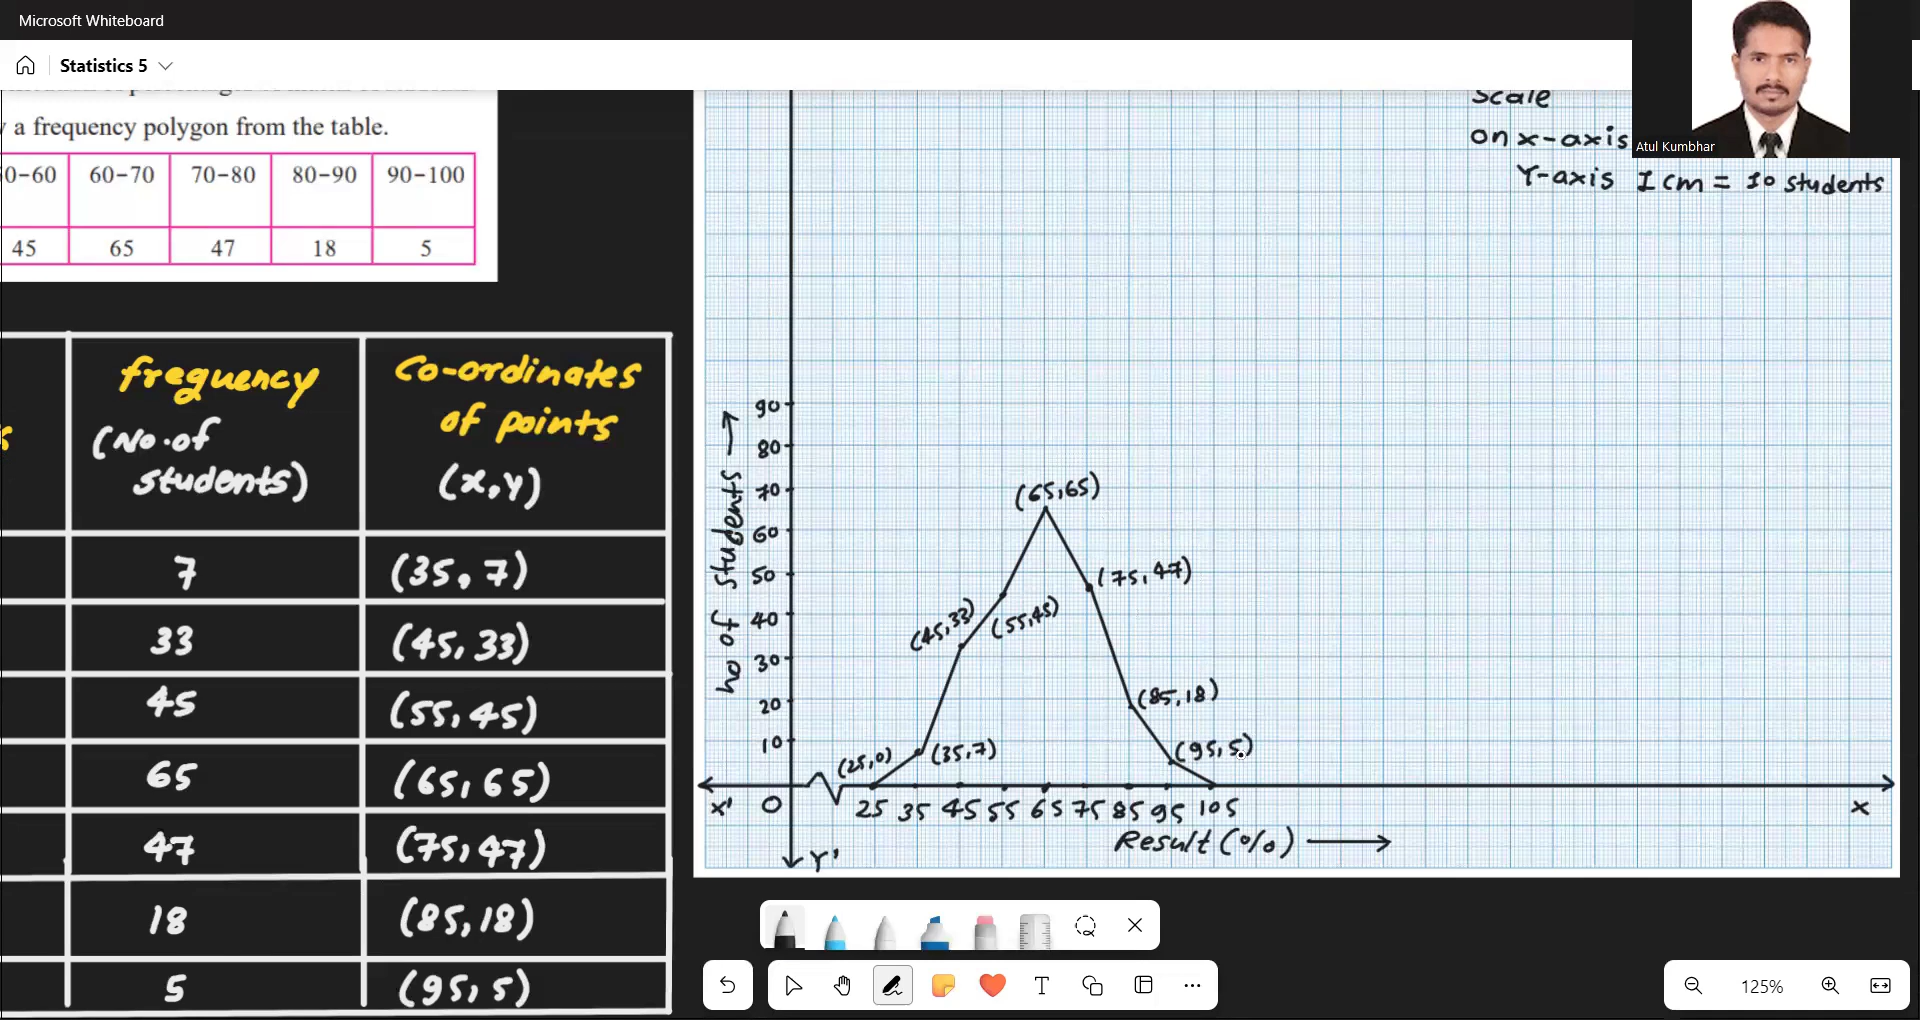 Microsoft Whiteboard
Statistics 5
a frequency polygon from the table.
0-60 60-70 70-80 80-90 90-100
45 65 47 18 5
frequency
(No.of
students)
Co-ordinates
of points
(x,y)
7 (35,7)
33 (45,33)
45 (55,45)
65 (65,65)
47 (75,47)
18 (85,18)
5 (95,5)
Scale
on x-axis
Y-axis 1 cm = 10 students
Atul Kumbhar
no of students →
90
80
70
60
50
40
30
20
10
(65,65)
(75,47)
(45,33)
(55,45)
(85,18)
(25,0)
(35,7)
(95,5)
X' O 25 35 45 55 65 75 85 95 105 X
Result (%) →
Y'
125%